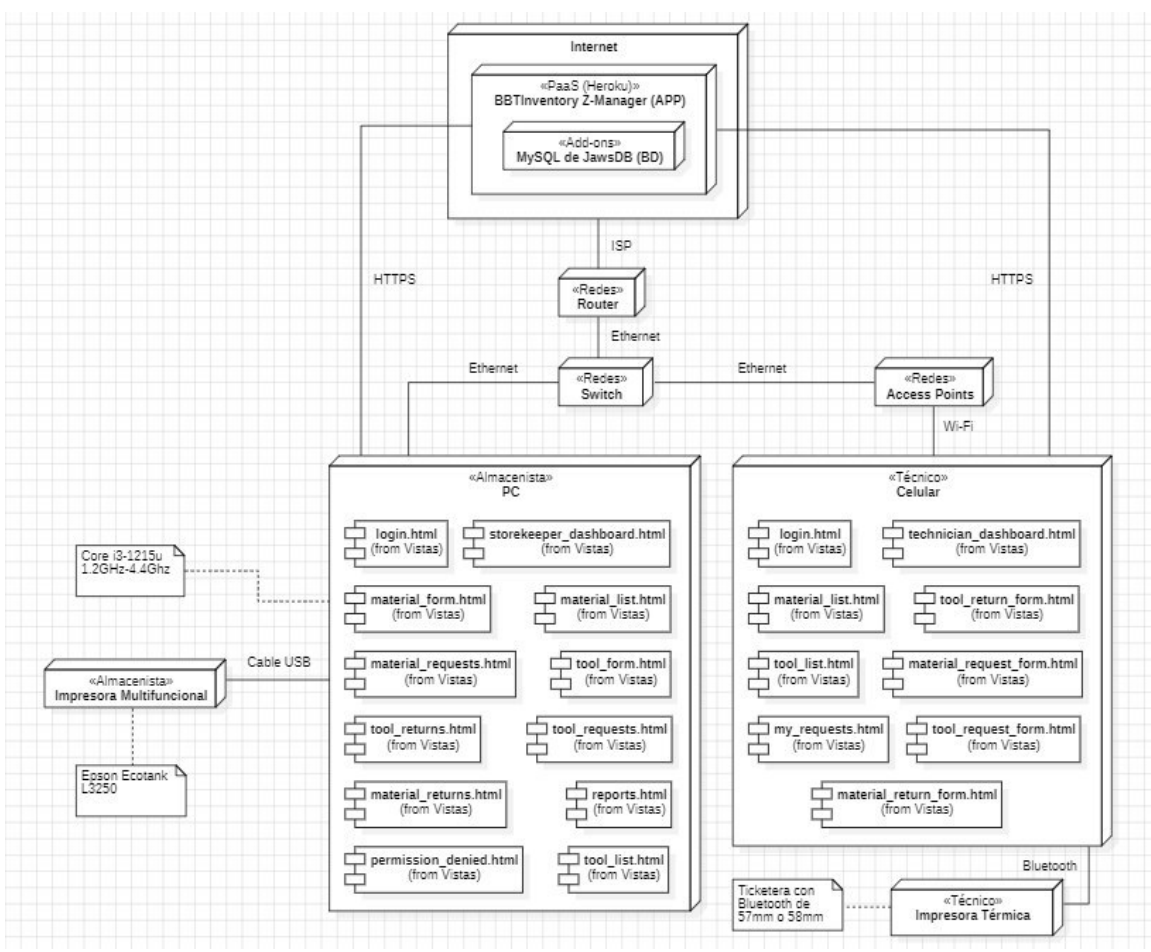 Internet
«PaaS (Heroku)»
BBTInventory Z-Manager (APP)
«Add-ons»
MySQL de JawsDB (BD)
ISP
HTTPS
HTTPS
«Redes»
Router
Ethernet
Ethernet
Ethernet
«Redes»
Switch
«Redes»
Access Points
Wi-Fi
«Almacenista»
PC
login.html
(from Vistas)
storekeeper_dashboard.html
(from Vistas)
material_form.html
(from Vistas)
material_list.html
(from Vistas)
material_requests.html
(from Vistas)
tool_form.html
(from Vistas)
tool_returns.html
(from Vistas)
tool_requests.html
(from Vistas)
material_returns.html
(from Vistas)
reports.html
(from Vistas)
permission_denied.html
(from Vistas)
tool_list.html
(from Vistas)
Core i3-1215u
1.2GHz-4.4Ghz
Cable USB
«Almacenista»
Impresora Multifuncional
Epson Ecotank
L3250
«Técnico»
Celular
login.html
(from Vistas)
technician_dashboard.html
(from Vistas)
material_list.html
(from Vistas)
tool_return_form.html
(from Vistas)
tool_list.html
(from Vistas)
material_request_form.html
(from Vistas)
my_requests.html
(from Vistas)
tool_request_form.html
(from Vistas)
material_return_form.html
(from Vistas)
Bluetooth
Ticketera con
Bluetooth de
57mm o 58mm
«Técnico»
Impresora Térmica